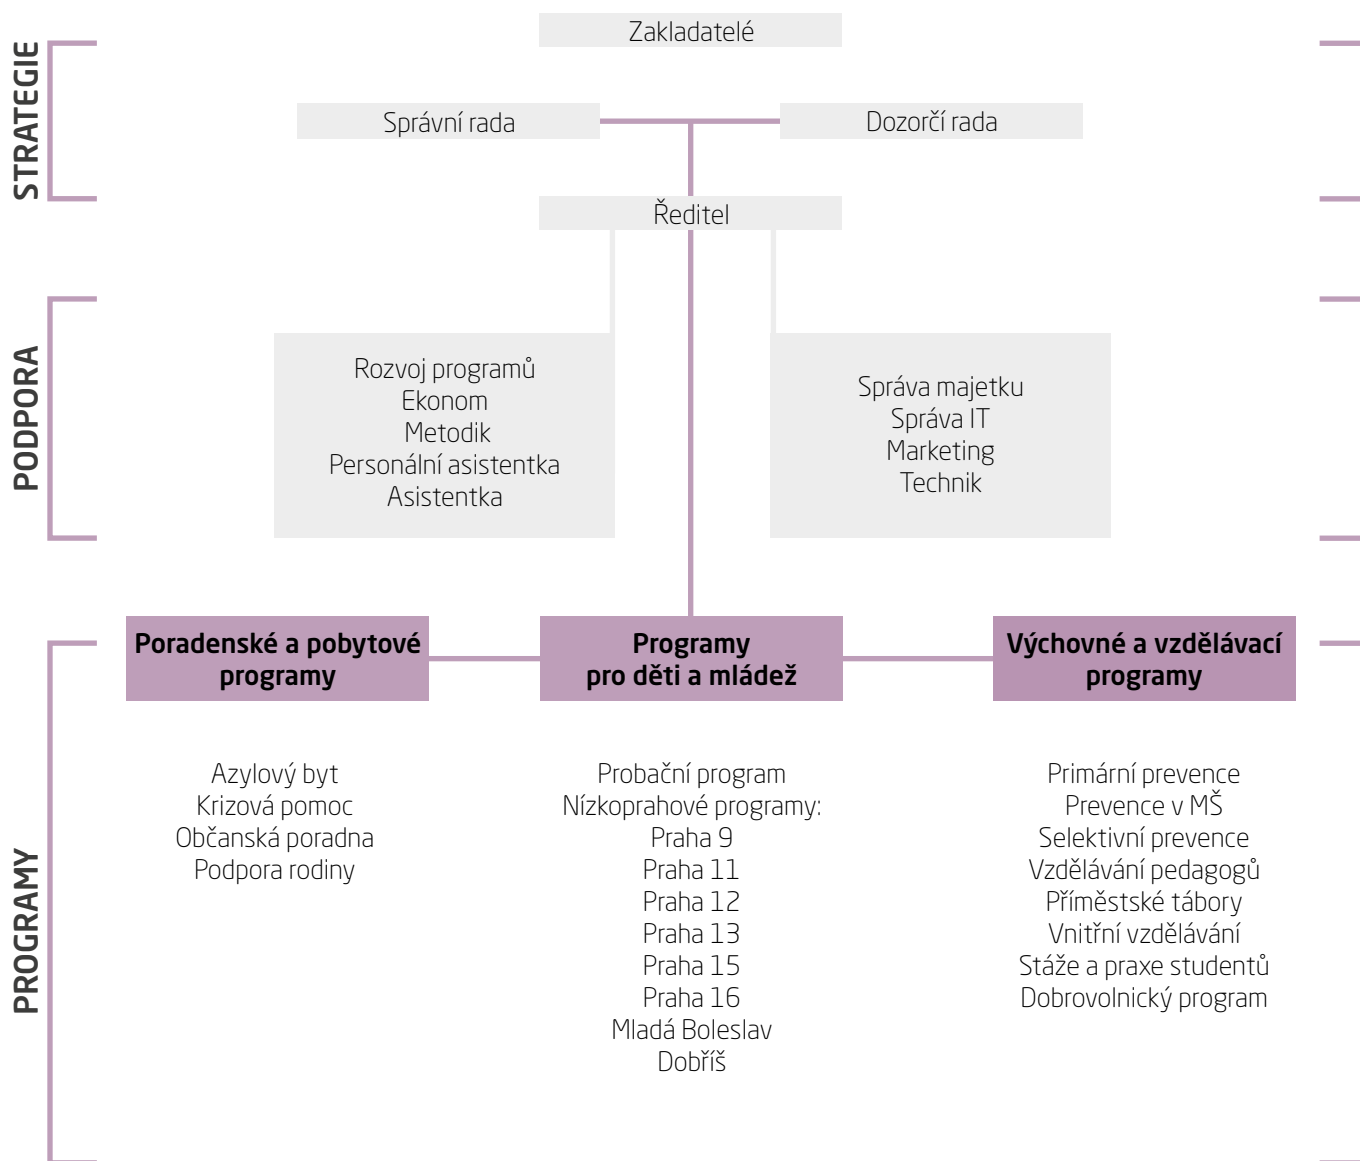 STRATEGIE
Zakladatelé
Správní rada
Dozorčí rada
Ředitel
PODPORA
Rozvoj programů
Ekonom
Metodik
Personální asistentka
Asistentka
Správa majetku
Správa IT
Marketing
Technik
PROGRAMY
Poradenské a pobytové
programy
Azylový byt
Krizová pomoc
Občanská poradna
Podpora rodiny
Programy
pro děti a mládež
Probační program
Nízkoprahové programy:
Praha 9
Praha 11
Praha 12
Praha 13
Praha 15
Praha 16
Mladá Boleslav
Dobříš
Výchovné a vzdělávací
programy
Primární prevence
Prevence v MŠ
Selektivní prevence
Vzdělávání pedagogů
Příměstské tábory
Vnitřní vzdělávání
Stáže a praxe studentů
Dobrovolnický program